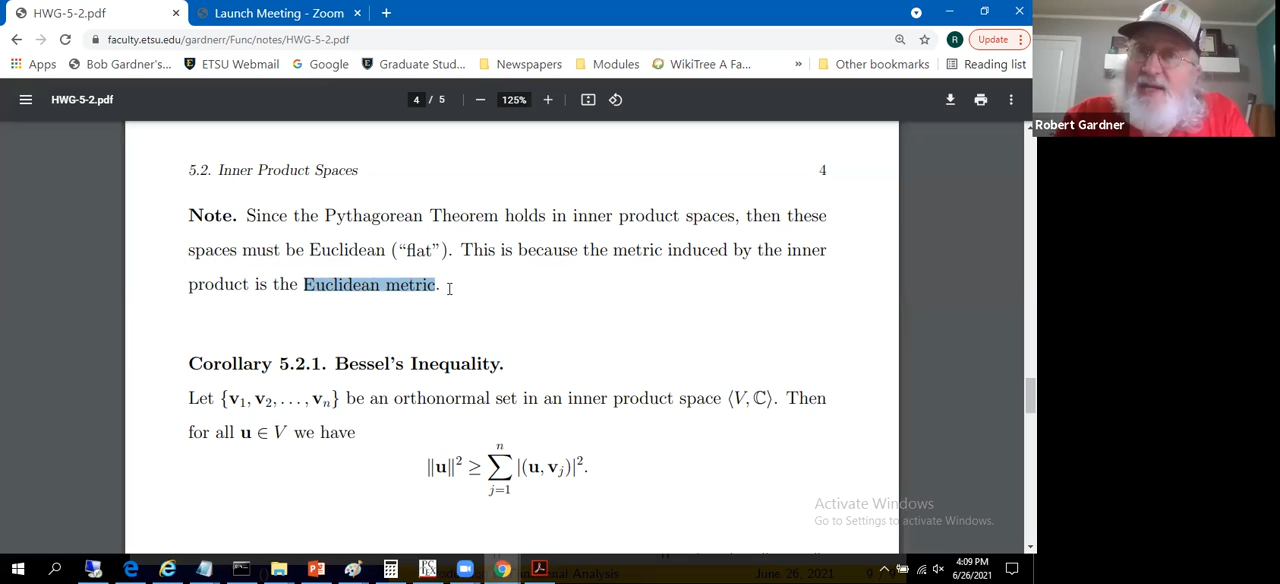 HWG-5-2.pdf
Launch Meeting - Zoom
faculty.etsu.edu/gardnerr/Func/notes/HWG-5-2.pdf
R
Update
Apps
Bob Gardner's...
ETSU Webmail
Google
Graduate Stud...
Newspapers
Modules
WikiTree A Fa...
»
Other bookmarks
Reading list
HWG-5-2.pdf
4 / 5
125%
Robert Gardner
5.2. Inner Product Spaces
4
Note. Since the Pythagorean Theorem holds in inner product spaces, then these
spaces must be Euclidean (“flat”). This is because the metric induced by the inner
product is the Euclidean metric.
Corollary 5.2.1. Bessel's Inequality.
Let {v₁, v₂, . . . , vₙ} be an orthonormal set in an inner product space ⟨V, ℂ⟩. Then
for all u ∈ V we have
‖u‖² ≥ ∑ⁿⱼ₌₁ |(u, vⱼ)|².
Activate Windows
Go to Settings to activate Windows.
June 26, 2021
4:09 PM
6/26/2021